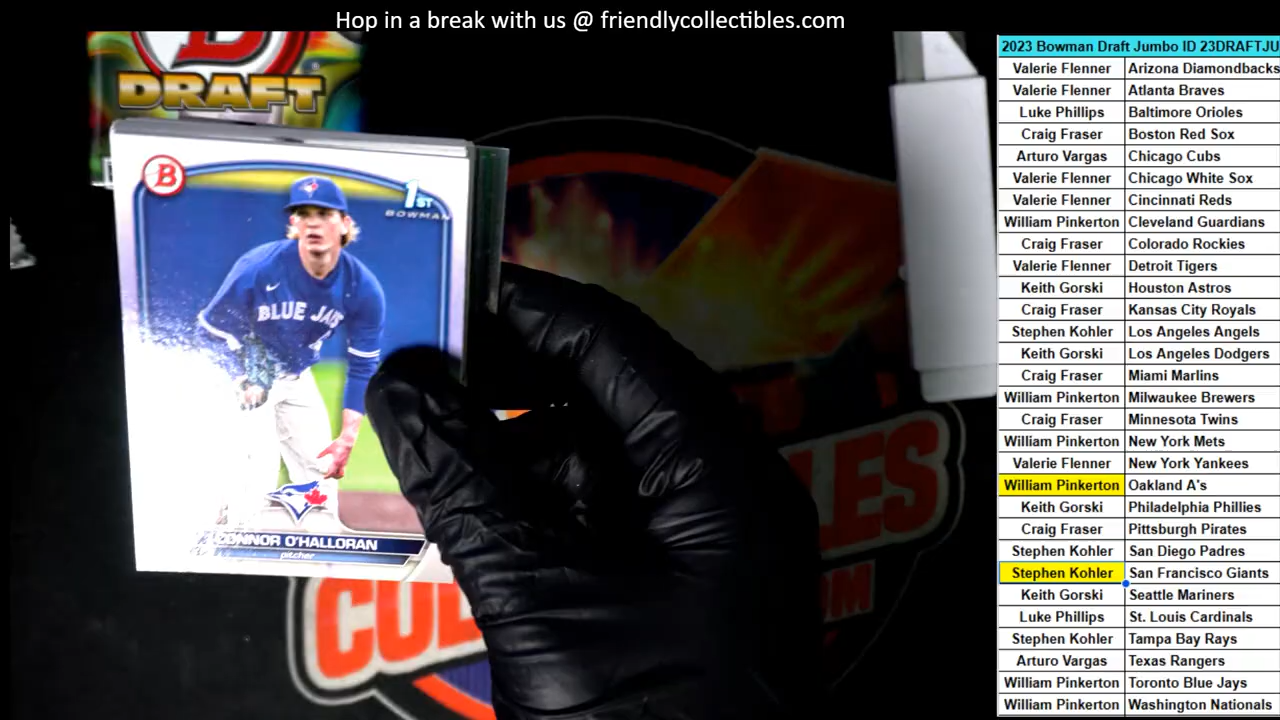 Hop in a break with us @ friendlycollectibles.com
DRAFT
B
1ST
BOWMAN
BLUE JAYS
CONNOR O'HALLORAN
pitcher
2023 Bowman Draft Jumbo ID 23DRAFTJU
Valerie Flenner Arizona Diamondbacks
Valerie Flenner Atlanta Braves
Luke Phillips Baltimore Orioles
Craig Fraser Boston Red Sox
Arturo Vargas Chicago Cubs
Valerie Flenner Chicago White Sox
Valerie Flenner Cincinnati Reds
William Pinkerton Cleveland Guardians
Craig Fraser Colorado Rockies
Valerie Flenner Detroit Tigers
Keith Gorski Houston Astros
Craig Fraser Kansas City Royals
Stephen Kohler Los Angeles Angels
Keith Gorski Los Angeles Dodgers
Craig Fraser Miami Marlins
William Pinkerton Milwaukee Brewers
Craig Fraser Minnesota Twins
William Pinkerton New York Mets
Valerie Flenner New York Yankees
William Pinkerton Oakland A's
Keith Gorski Philadelphia Phillies
Craig Fraser Pittsburgh Pirates
Stephen Kohler San Diego Padres
Stephen Kohler San Francisco Giants
Keith Gorski Seattle Mariners
Luke Phillips St. Louis Cardinals
Stephen Kohler Tampa Bay Rays
Arturo Vargas Texas Rangers
William Pinkerton Toronto Blue Jays
William Pinkerton Washington Nationals